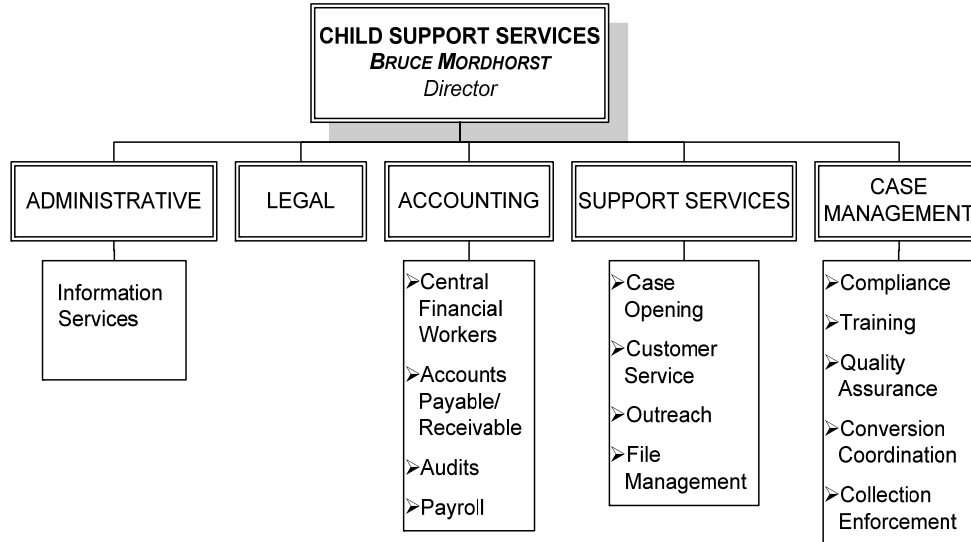 CHILD SUPPORT SERVICES
BRUCE MORDHORST
Director
ADMINISTRATIVE
LEGAL
ACCOUNTING
SUPPORT SERVICES
CASE
MANAGEMENT
Information
Services
➢Central
Financial
Workers
➢Accounts
Payable/
Receivable
➢Audits
➢Payroll
➢Case
Opening
➢Customer
Service
➢Outreach
➢File
Management
➢Compliance
➢Training
➢Quality
Assurance
➢Conversion
Coordination
➢Collection
Enforcement